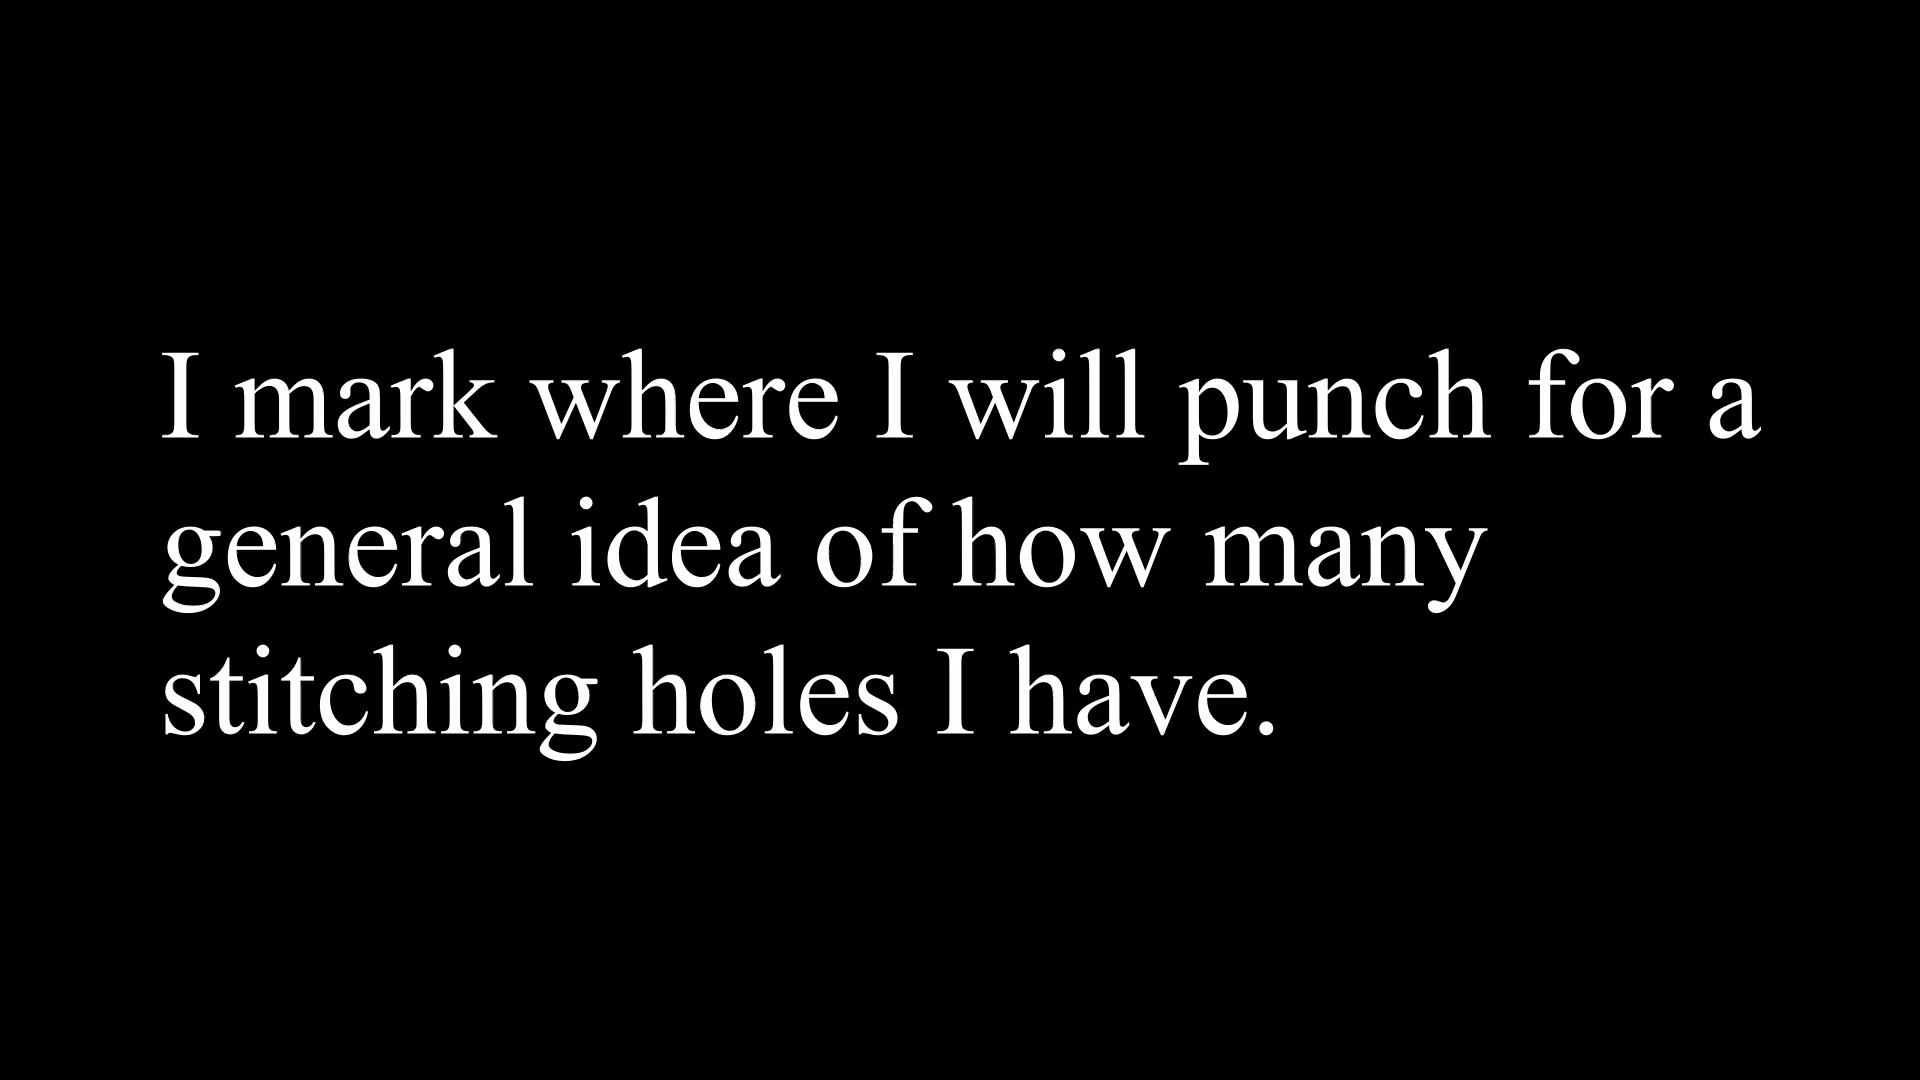 I mark where I will punch for a
general idea of how many
stitching holes I have.